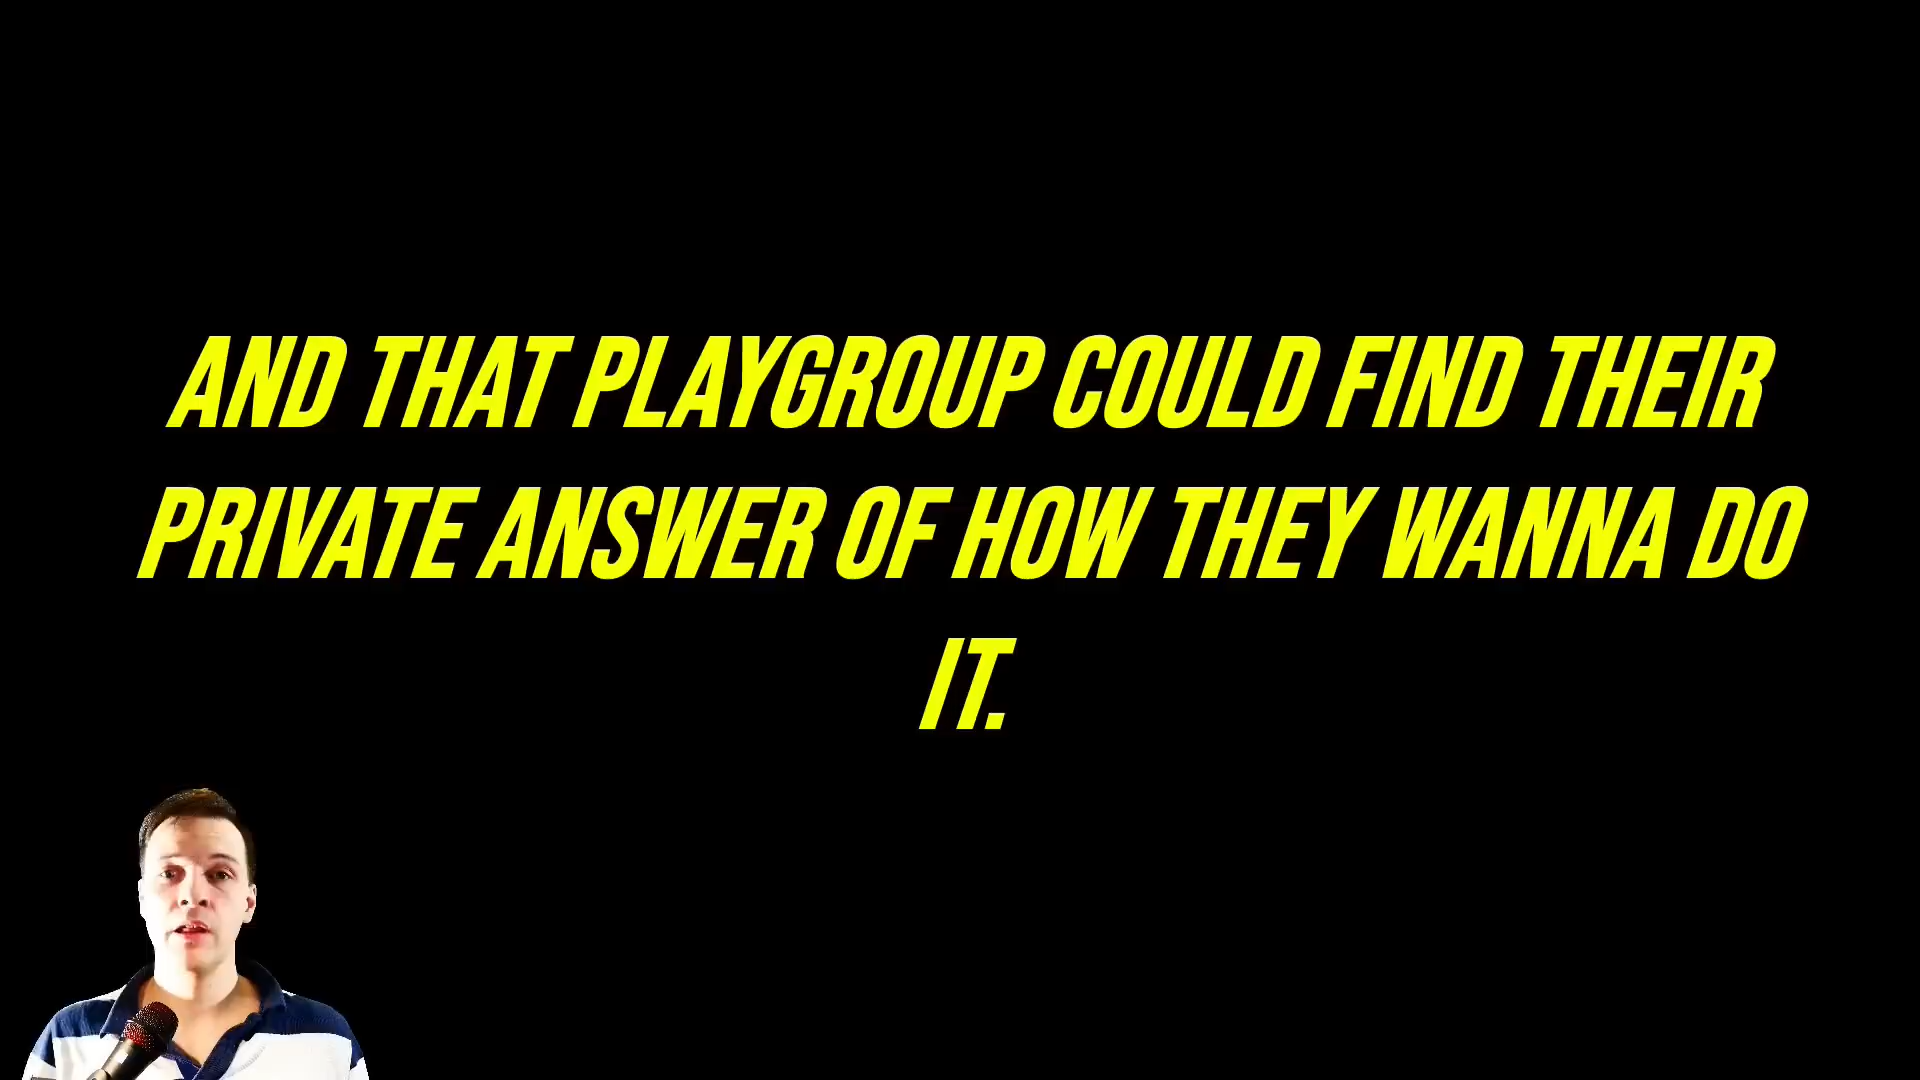 AND THAT PLAYGROUP COULD FIND THEIR
PRIVATE ANSWER OF HOW THEY WANNA DO
IT.